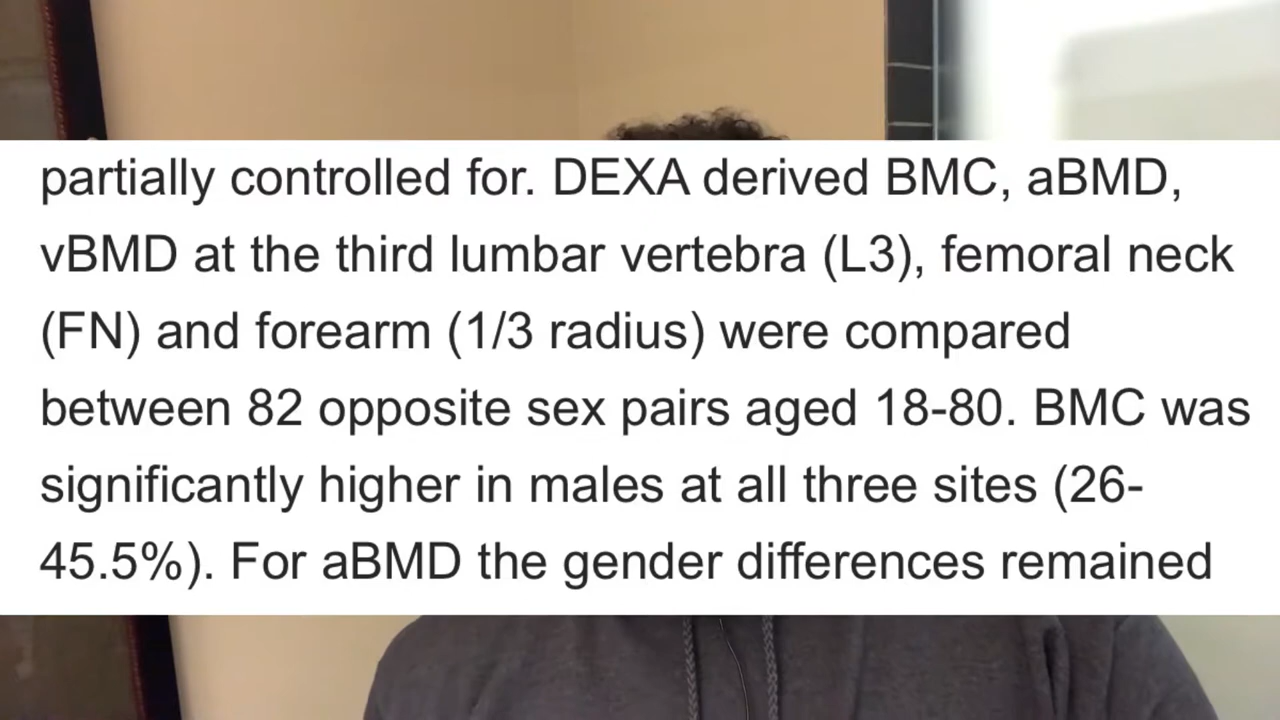 partially controlled for. DEXA derived BMC, aBMD,
vBMD at the third lumbar vertebra (L3), femoral neck
(FN) and forearm (1/3 radius) were compared
between 82 opposite sex pairs aged 18-80. BMC was
significantly higher in males at all three sites (26-
45.5%). For aBMD the gender differences remained